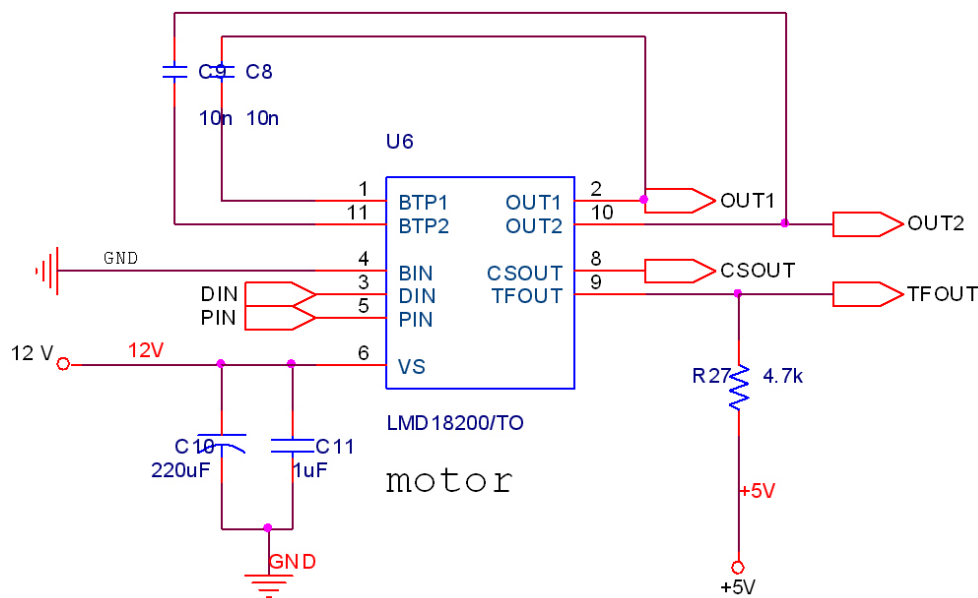 C9 C8
10n 10n
U6
1 BTP1 OUT1 2 OUT1
11 BTP2 OUT2 10 OUT2
GND 4 BIN CSOUT 8 CSOUT
DIN 3 DIN TFOUT 9 TFOUT
PIN 5 PIN
12 V 12V 6 VS
R27 4.7k
LMD18200/TO
C10 C11
220uF 1uF
motor
+5V
GND
+5V